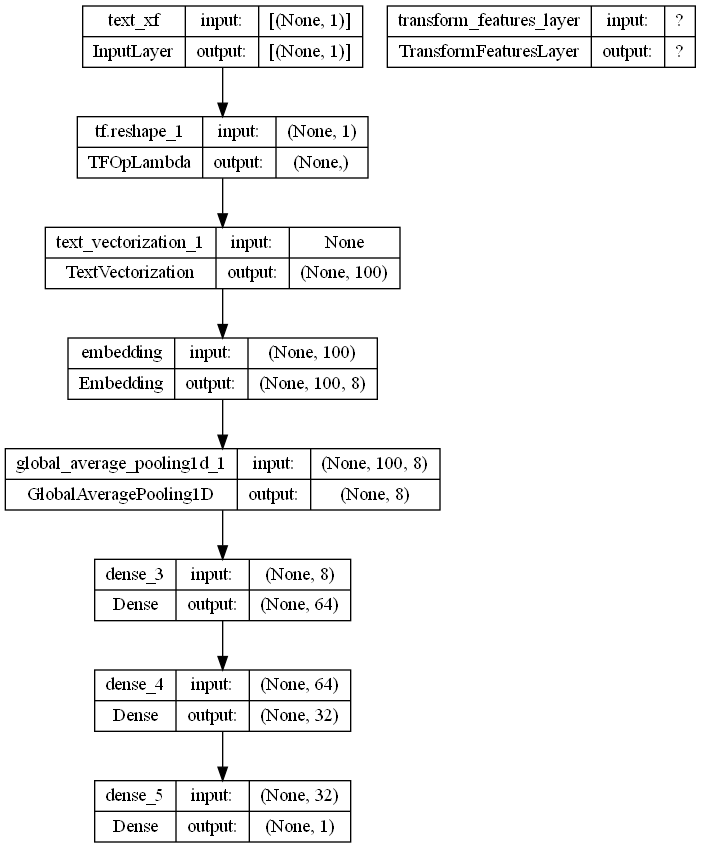 text_xf input: [(None, 1)]
InputLayer output: [(None, 1)]
transform_features_layer input: ?
TransformFeaturesLayer output: ?
tf.reshape_1 input: (None, 1)
TFOpLambda output: (None,)
text_vectorization_1 input: None
TextVectorization output: (None, 100)
embedding input: (None, 100)
Embedding output: (None, 100, 8)
global_average_pooling1d_1 input: (None, 100, 8)
GlobalAveragePooling1D output: (None, 8)
dense_3 input: (None, 8)
Dense output: (None, 64)
dense_4 input: (None, 64)
Dense output: (None, 32)
dense_5 input: (None, 32)
Dense output: (None, 1)